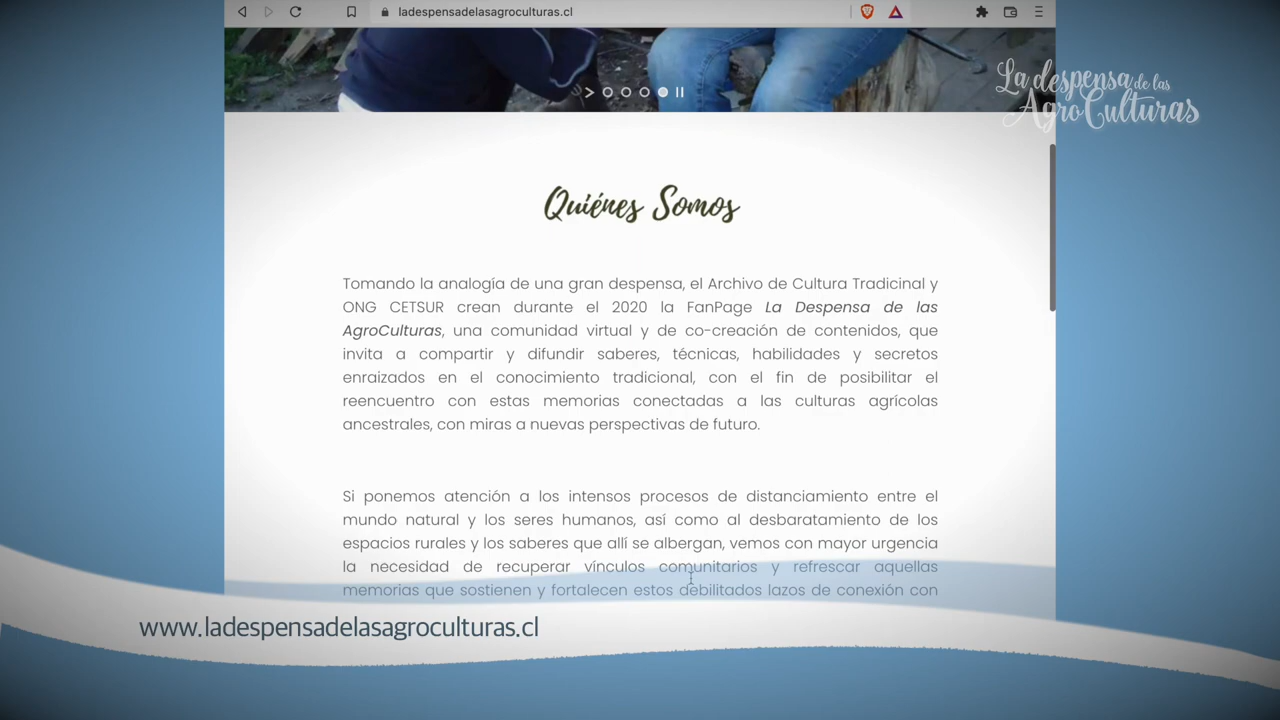 ladespensadelasagroculturas.cl
La despensa de las
AgroCulturas
Quiénes Somos
Tomando la analogía de una gran despensa, el Archivo de Cultura Tradicinal y
ONG CETSUR crean durante el 2020 la FanPage La Despensa de las
AgroCulturas, una comunidad virtual y de co-creación de contenidos, que
invita a compartir y difundir saberes, técnicas, habilidades y secretos
enraizados en el conocimiento tradicional, con el fin de posibilitar el
reencuentro con estas memorias conectadas a las culturas agrícolas
ancestrales, con miras a nuevas perspectivas de futuro.
Si ponemos atención a los intensos procesos de distanciamiento entre el
mundo natural y los seres humanos, así como al desbaratamiento de los
espacios rurales y los saberes que allí se albergan, vemos con mayor urgencia
la necesidad de recuperar vínculos comunitarios y refrescar aquellas
memorias que sostienen y fortalecen estos debilitados lazos de conexión con
www.ladespensadelasagroculturas.cl